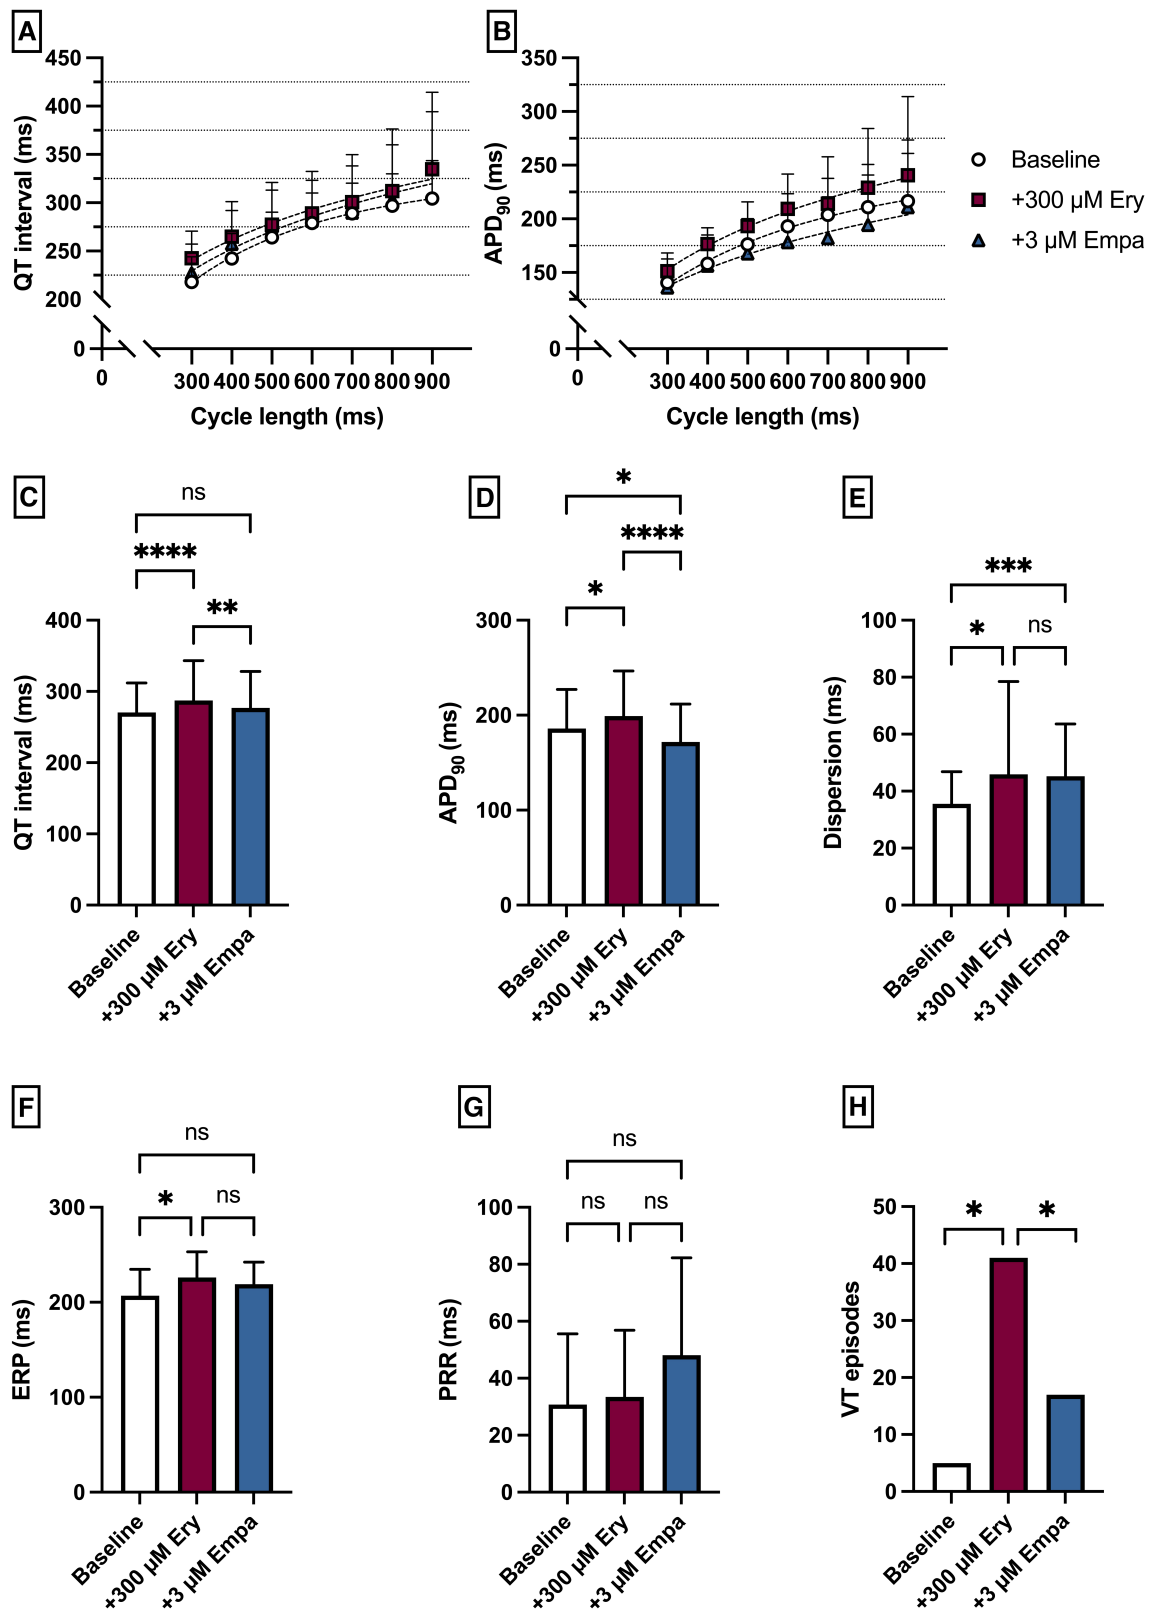 A
QT interval (ms)
450
400
350
300
250
200
0
0
300 400 500 600 700 800 900
Cycle length (ms)
B
APD90 (ms)
350
300
250
200
150
0
0
300 400 500 600 700 800 900
Cycle length (ms)
Baseline
+300 µM Ery
+3 µM Empa
C
ns
****
**
QT interval (ms)
400
300
200
100
0
Baseline
+300 µM Ery
+3 µM Empa
D
*
****
*
APD90 (ms)
300
200
100
0
Baseline
+300 µM Ery
+3 µM Empa
E
***
*
ns
Dispersion (ms)
100
80
60
40
20
0
Baseline
+300 µM Ery
+3 µM Empa
F
ns
*
ns
ERP (ms)
300
200
100
0
Baseline
+300 µM Ery
+3 µM Empa
G
ns
ns
ns
PRR (ms)
100
80
60
40
20
0
Baseline
+300 µM Ery
+3 µM Empa
H
*
*
VT episodes
50
40
30
20
10
0
Baseline
+300 µM Ery
+3 µM Empa